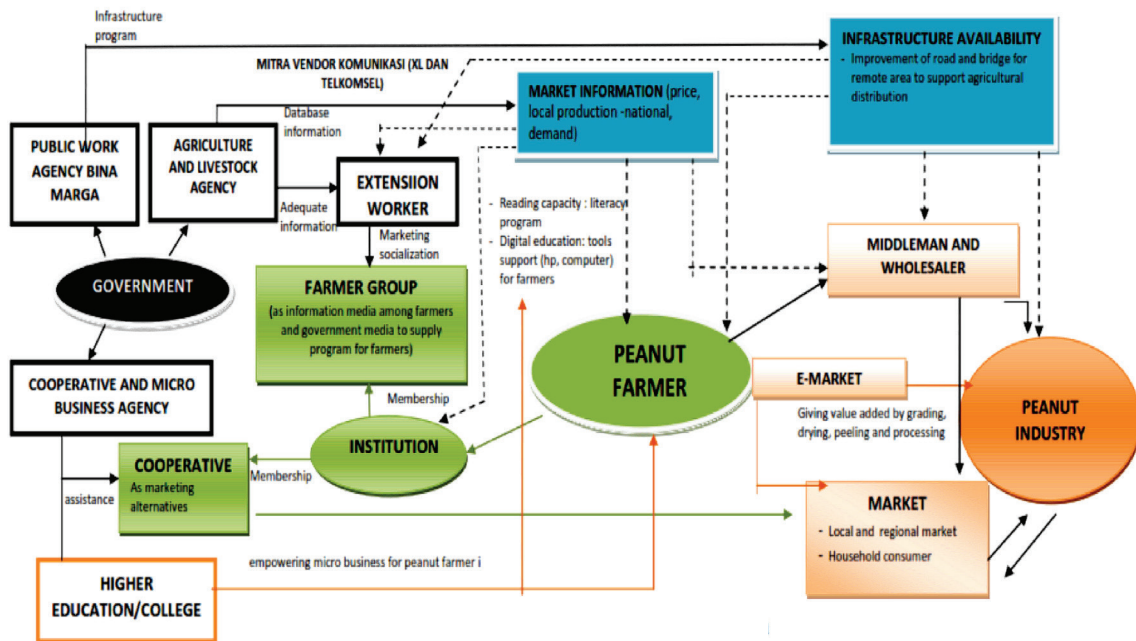 Infrastructure
program
MITRA VENDOR KOMUNIKASI (XL DAN
TELKOMSEL)
INFRASTRUCTURE AVAILABILITY
- Improvement of road and bridge for
remote area to support agricultural
distribution
MARKET INFORMATION (price,
local production -national,
demand)
Database
information
PUBLIC WORK
AGENCY BINA
MARGA
AGRICULTURE
AND LIVESTOCK
AGENCY
EXTENSIION
WORKER
Adequate
information
- Reading capacity : literacy
program
- Digital education: tools
support (hp, computer)
for farmers
Marketing
socialization
MIDDLEMAN AND
WHOLESALER
GOVERNMENT
FARMER GROUP
(as information media among farmers
and government media to supply
program for farmers)
PEANUT
FARMER
COOPERATIVE AND MICRO
BUSINESS AGENCY
E-MARKET
Giving value added by grading,
drying, peeling and processing
PEANUT
INDUSTRY
Membership
INSTITUTION
Membership
COOPERATIVE
As marketing
alternatives
assistance
MARKET
- Local and regional market
- Household consumer
empowering micro business for peanut farmer i
HIGHER
EDUCATION/COLLEGE